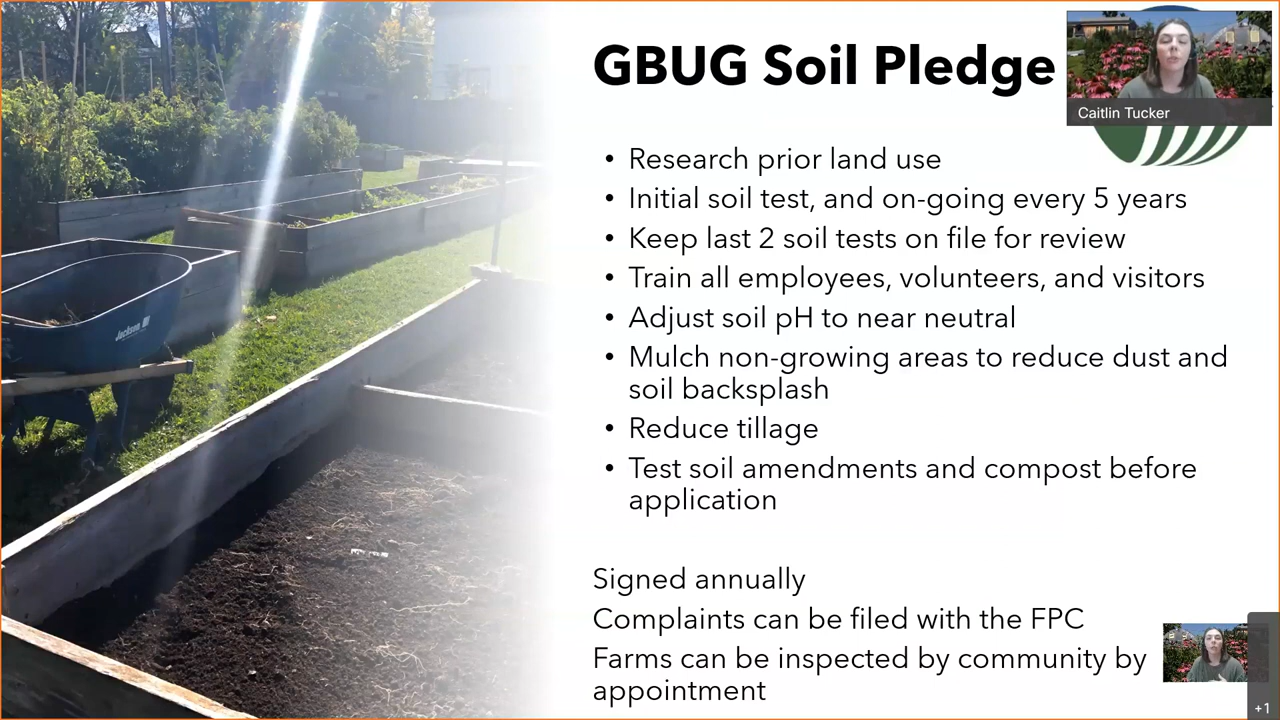 GBUG Soil Pledge
Caitlin Tucker
• Research prior land use
• Initial soil test, and on-going every 5 years
• Keep last 2 soil tests on file for review
• Train all employees, volunteers, and visitors
• Adjust soil pH to near neutral
• Mulch non-growing areas to reduce dust and
soil backsplash
• Reduce tillage
• Test soil amendments and compost before
application
Jackson
Signed annually
Complaints can be filed with the FPC
Farms can be inspected by community by
appointment
+1